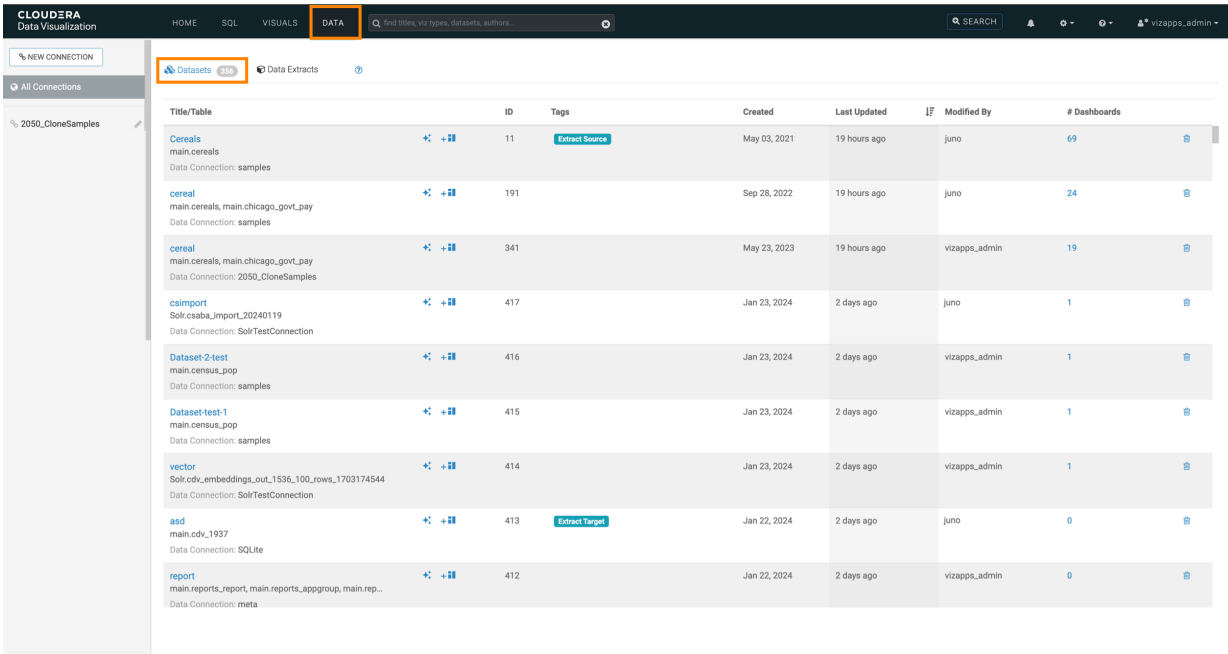 CLOUDERA
Data Visualization
HOME SQL VISUALS DATA find titles, viz types, datasets, authors... SEARCH vizapps_admin
NEW CONNECTION
All Connections
2050_CloneSamples
Datasets 356 Data Extracts
Title/Table ID Tags Created Last Updated Modified By # Dashboards
Cereals 11 Extract Source May 03, 2021 19 hours ago juno 69
main.cereals
Data Connection: samples
cereal 191 Sep 28, 2022 19 hours ago juno 24
main.cereals, main.chicago_govt_pay
Data Connection: samples
cereal 341 May 23, 2023 19 hours ago vizapps_admin 19
main.cereals, main.chicago_govt_pay
Data Connection: 2050_CloneSamples
csimport 417 Jan 23, 2024 2 days ago juno 1
Solr.csaba_import_20240119
Data Connection: SolrTestConnection
Dataset-2-test 416 Jan 23, 2024 2 days ago vizapps_admin 1
main.census_pop
Data Connection: samples
Dataset-test-1 415 Jan 23, 2024 2 days ago vizapps_admin 1
main.census_pop
Data Connection: samples
vector 414 Jan 23, 2024 2 days ago vizapps_admin 1
Solr.cdv_embeddings_out_1536_100_rows_1703174544
Data Connection: SolrTestConnection
asd 413 Extract Target Jan 22, 2024 2 days ago juno 0
main.cdv_1937
Data Connection: SQLite
report 412 Jan 22, 2024 2 days ago vizapps_admin 0
main.reports_report, main.reports_appgroup, main.rep...
Data Connection: meta